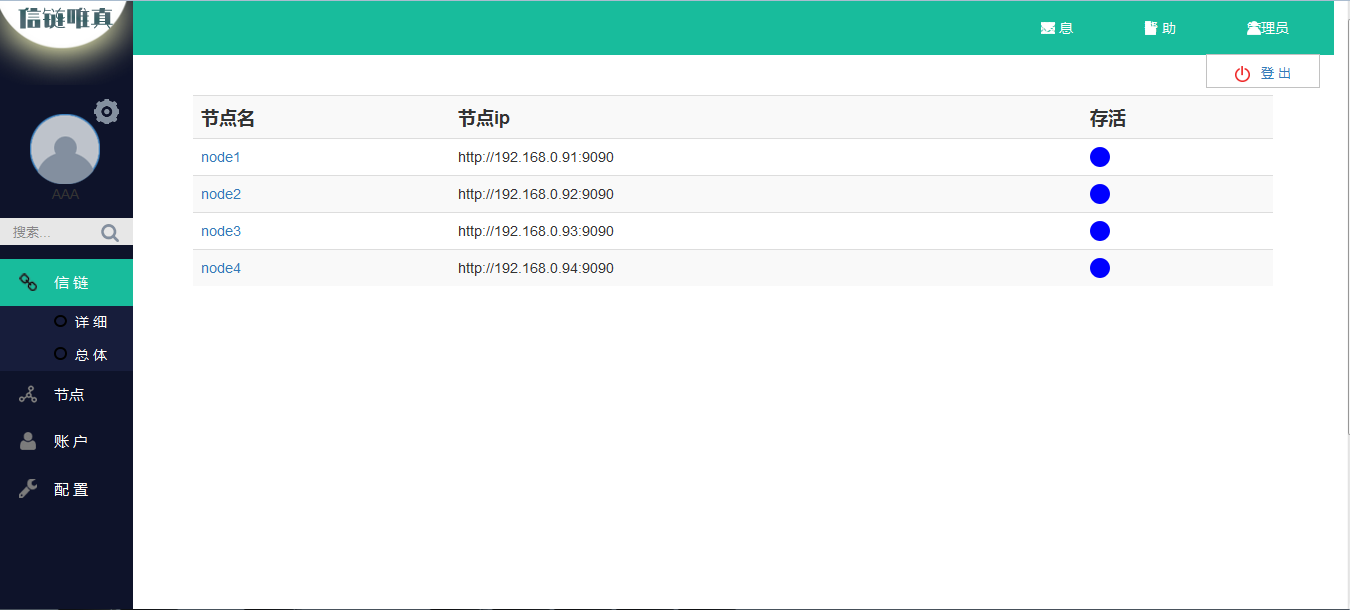 信链唯真
息
助
管理员
登 出
AAA
搜索...
信 链
详 细
总 体
节点
账 户
配 置
节点名 节点ip 存活
node1 http://192.168.0.91:9090
node2 http://192.168.0.92:9090
node3 http://192.168.0.93:9090
node4 http://192.168.0.94:9090